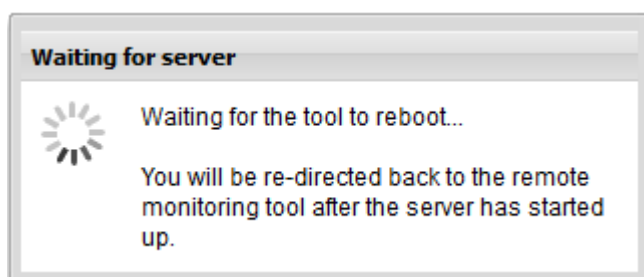 Waiting for server
Waiting for the tool to reboot...
You will be re-directed back to the remote
monitoring tool after the server has started
up.